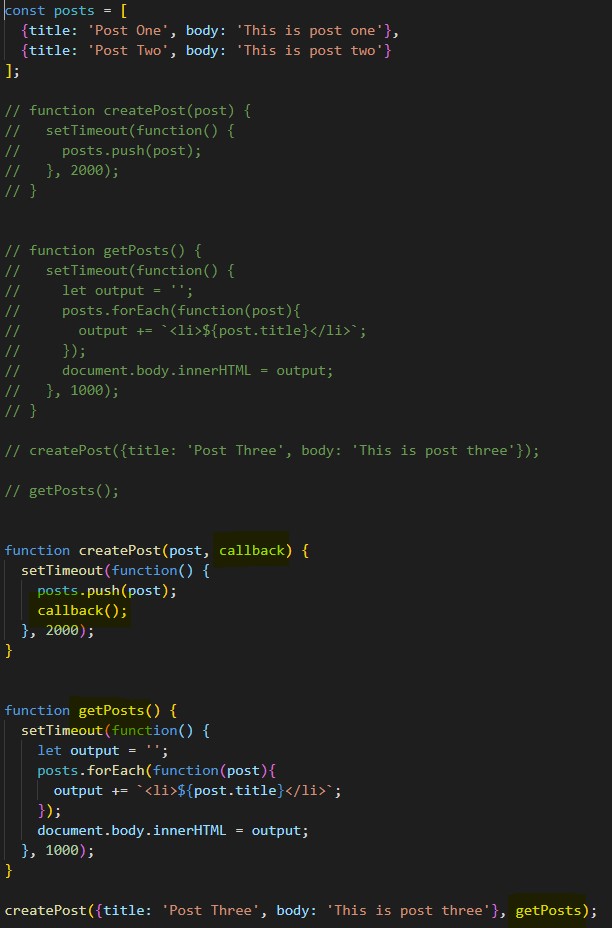 const posts = [
  {title: 'Post One', body: 'This is post one'},
  {title: 'Post Two', body: 'This is post two'}
];
// function createPost(post) {
//   setTimeout(function() {
//     posts.push(post);
//   }, 2000);
// }
// function getPosts() {
//   setTimeout(function() {
//     let output = '';
//     posts.forEach(function(post){
//       output += `<li>${post.title}</li>`;
//     });
//     document.body.innerHTML = output;
//   }, 1000);
// }
// createPost({title: 'Post Three', body: 'This is post three'});
// getPosts();
function createPost(post, callback) {
  setTimeout(function() {
    posts.push(post);
    callback();
  }, 2000);
}
function getPosts() {
  setTimeout(function() {
    let output = '';
    posts.forEach(function(post){
      output += `<li>${post.title}</li>`;
    });
    document.body.innerHTML = output;
  }, 1000);
}
createPost({title: 'Post Three', body: 'This is post three'}, getPosts);